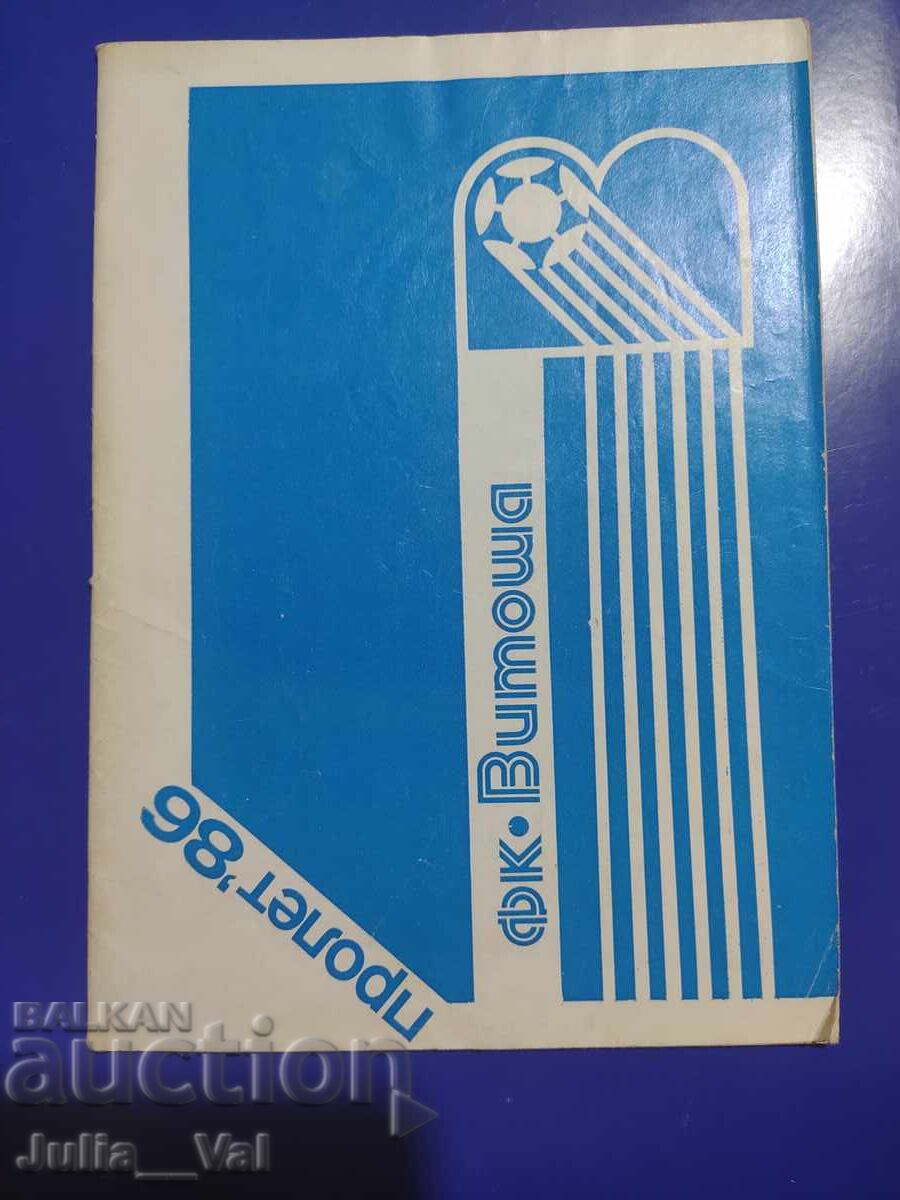 ФК·Витоша
пролет '86
BALKAN
auction
Julia__Val